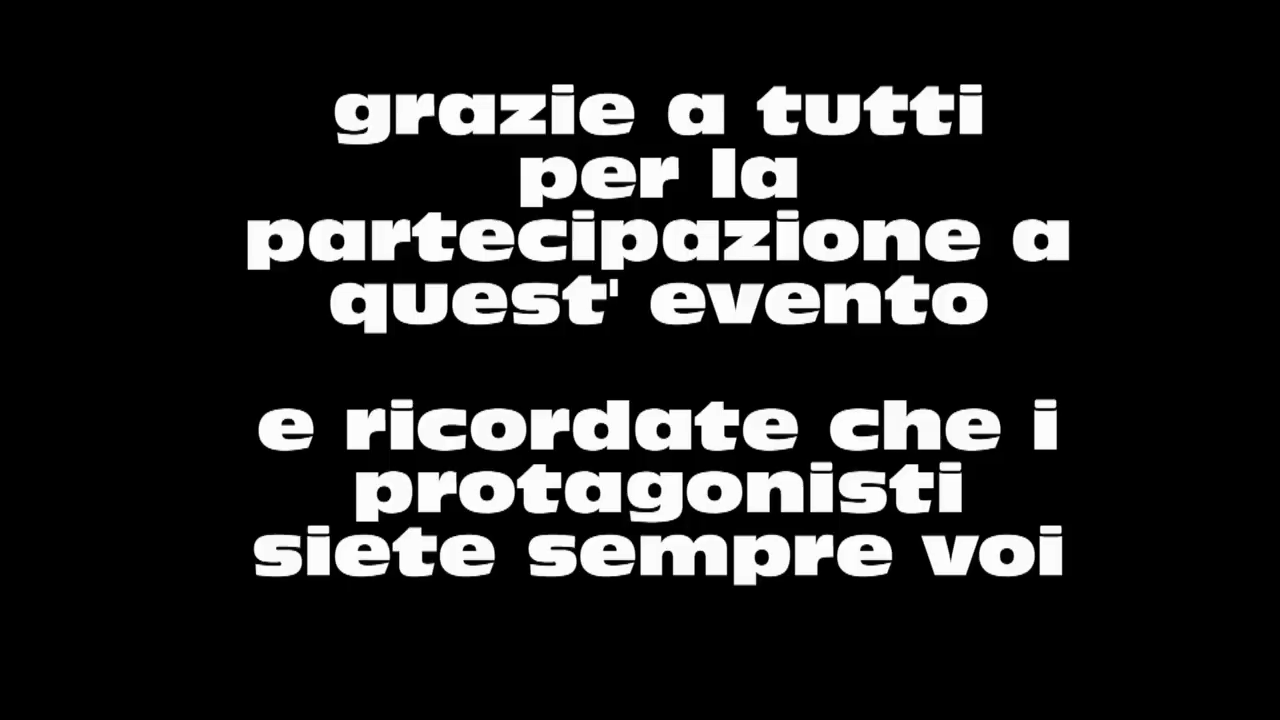 grazie a tutti
per la
partecipazione a
quest' evento
e ricordate che i
protagonisti
siete sempre voi